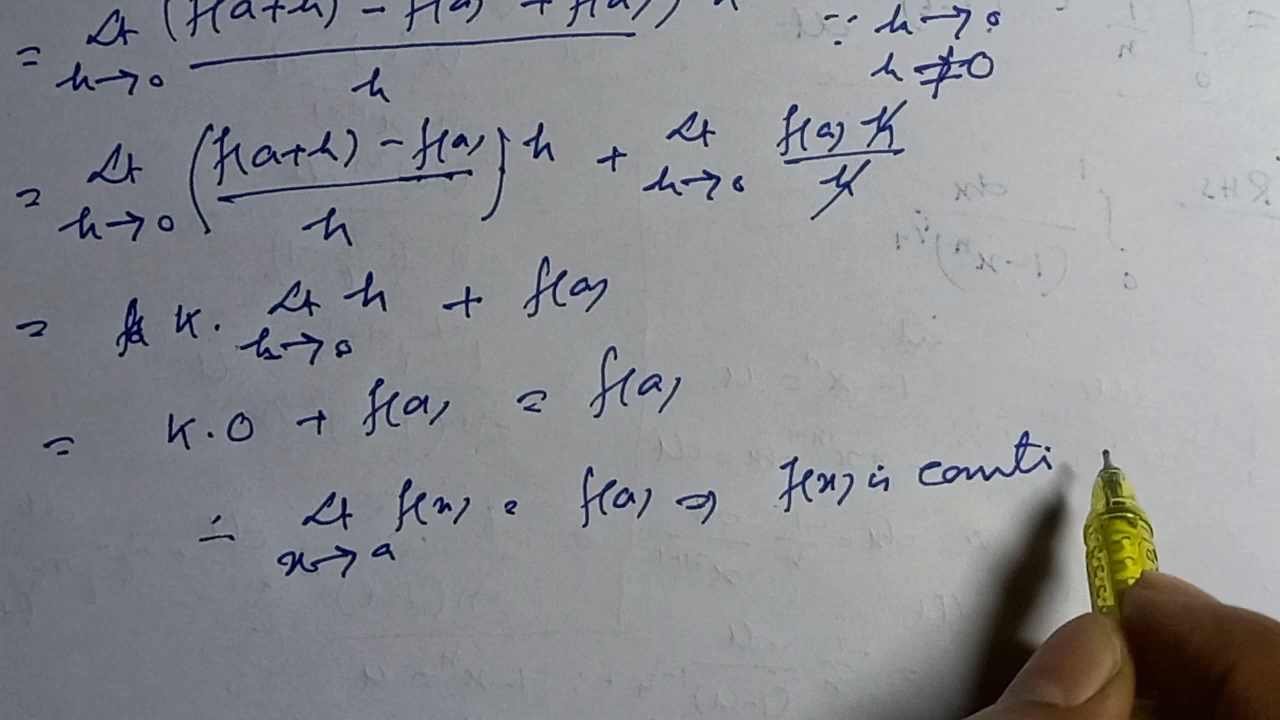 = Lt h→0 (f(a+h) - f(a) + f(a)) h / h ∵ h→0
h ≠ 0
= Lt h→0 (f(a+h) - f(a) / h) h + Lt h→0 f(a) h / h
= K. Lt h→0 h + f(a)
= K.0 + f(a) = f(a)
∴ Lt x→a f(x) = f(a) ⇒ f(x) is conti